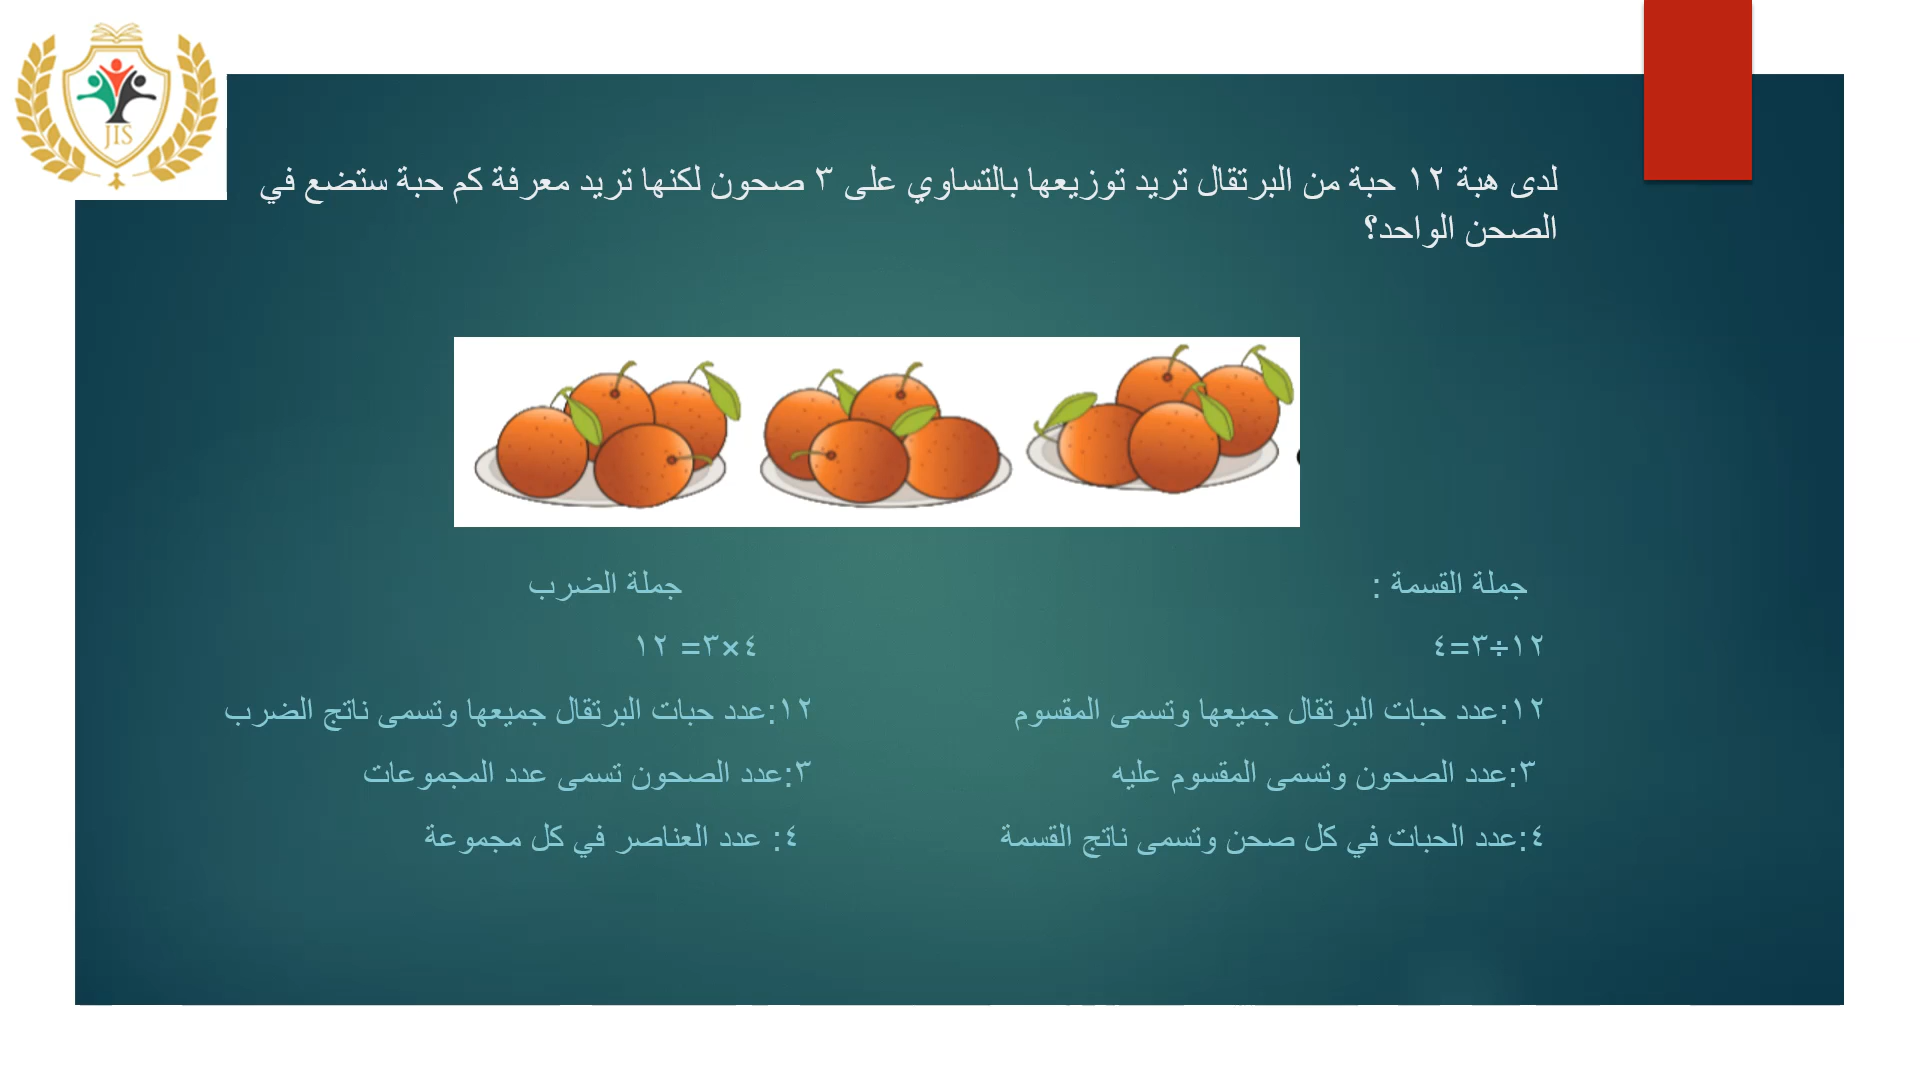 JIS
لدى هبة ١٢ حبة من البرتقال تريد توزيعها بالتساوي على ٣ صحون لكنها تريد معرفة كم حبة ستضع في
الصحن الواحد؟
جملة القسمة :
١٢÷٣=٤
١٢:عدد حبات البرتقال جميعها وتسمى المقسوم
٣:عدد الصحون وتسمى المقسوم عليه
٤:عدد الحبات في كل صحن وتسمى ناتج القسمة
جملة الضرب
٤×٣= ١٢
١٢:عدد حبات البرتقال جميعها وتسمى ناتج الضرب
٣:عدد الصحون تسمى عدد المجموعات
٤: عدد العناصر في كل مجموعة